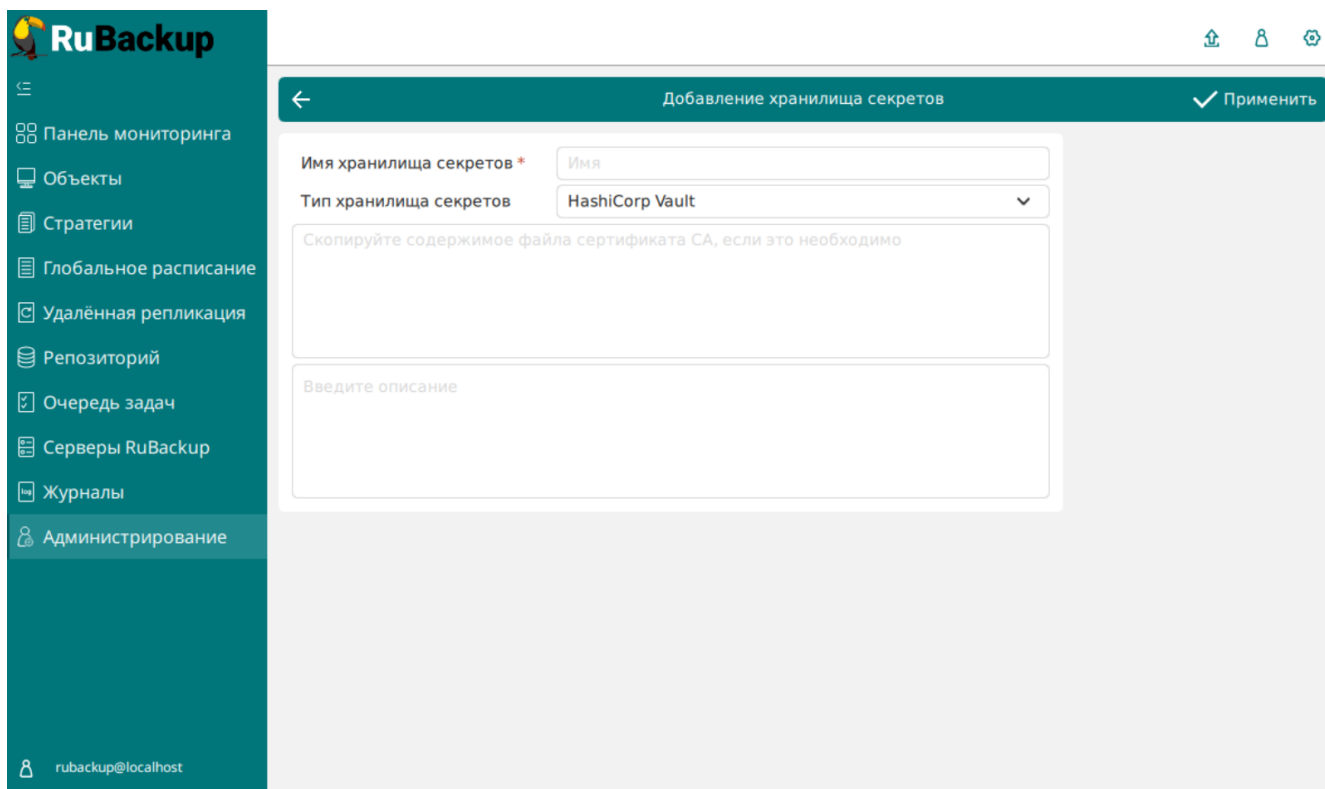 RuBackup
Панель мониторинга
Объекты
Стратегии
Глобальное расписание
Удалённая репликация
Репозиторий
Очередь задач
Серверы RuBackup
log Журналы
Администрирование
rubackup@localhost
Добавление хранилища секретов
Применить
Имя хранилища секретов *
Имя
Тип хранилища секретов
HashiCorp Vault
Скопируйте содержимое файла сертификата CA, если это необходимо
Введите описание